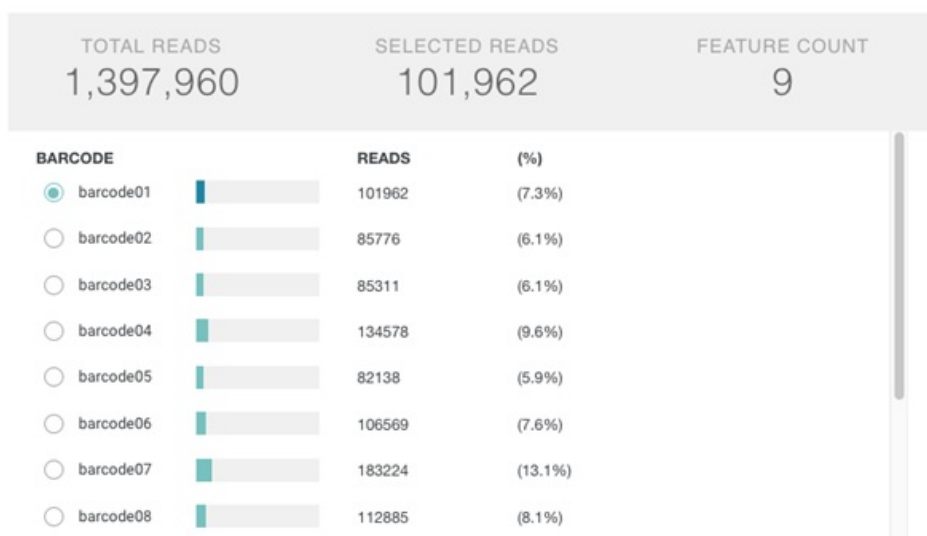 TOTAL READS SELECTED READS FEATURE COUNT
1,397,960 101,962 9
BARCODE READS (%)
barcode01 101962 (7.3%)
barcode02 85776 (6.1%)
barcode03 85311 (6.1%)
barcode04 134578 (9.6%)
barcode05 82138 (5.9%)
barcode06 106569 (7.6%)
barcode07 183224 (13.1%)
barcode08 112885 (8.1%)